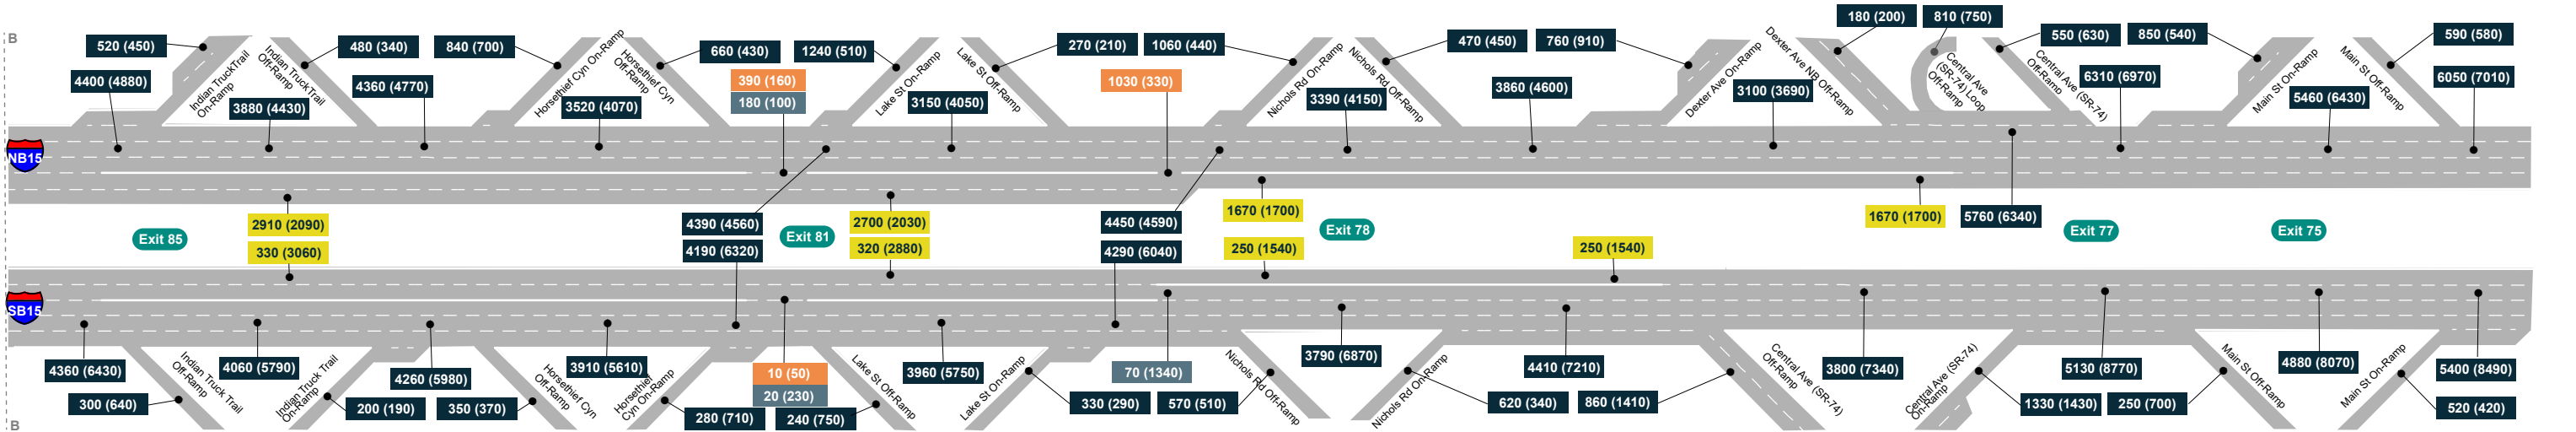 B
520 (450)
4400 (4880)
Indian TruckTrail
On-Ramp
Indian TruckTrail
Off-Ramp
480 (340)
3880 (4430)
4360 (4770)
840 (700)
Horsethief Cyn On-Ramp
Horsethief Cyn
Off-Ramp
3520 (4070)
660 (430)
390 (160)
180 (100)
1240 (510)
Lake St On-Ramp
3150 (4050)
Lake St Off-Ramp
270 (210)
1060 (440)
1030 (330)
Nichols Rd On-Ramp
Nichols Rd Off-Ramp
3390 (4150)
470 (450)
3860 (4600)
760 (910)
Dexter Ave On-Ramp
3100 (3690)
Dexter Ave NB Off-Ramp
180 (200)
810 (750)
Central Ave
(SR-74) Loop
Off-Ramp
550 (630)
Central Ave (SR-74)
Off-Ramp
6310 (6970)
850 (540)
Main St On-Ramp
5460 (6430)
Main St Off-Ramp
590 (580)
6050 (7010)
NB15
Exit 85
2910 (2090)
330 (3060)
4390 (4560)
4190 (6320)
Exit 81
2700 (2030)
320 (2880)
4450 (4590)
4290 (6040)
1670 (1700)
250 (1540)
Exit 78
250 (1540)
1670 (1700)
5760 (6340)
Exit 77
Exit 75
SB15
4360 (6430)
300 (640)
Indian Truck Trail
Off-Ramp
4060 (5790)
Indian Truck Trail
On-Ramp
200 (190)
4260 (5980)
350 (370)
Horsethief Cyn
Off-Ramp
3910 (5610)
Horsethief
Cyn On-Ramp
280 (710)
10 (50)
20 (230)
240 (750)
Lake St Off-Ramp
3960 (5750)
Lake St On-Ramp
330 (290)
70 (1340)
570 (510)
Nichols Rd Off-Ramp
3790 (6870)
Nichols Rd On-Ramp
620 (340)
4410 (7210)
860 (1410)
Central Ave (SR-74)
Off-Ramp
3800 (7340)
Central Ave (SR-74)
On-Ramp
1330 (1430)
5130 (8770)
250 (700)
Main St Off-Ramp
4880 (8070)
Main St On-Ramp
5400 (8490)
520 (420)
B